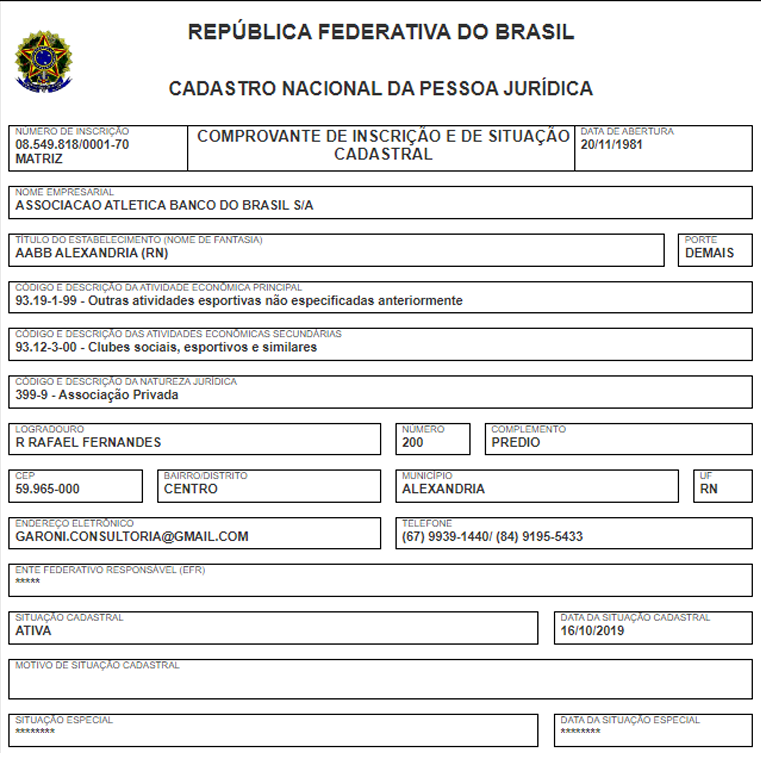 REPÚBLICA FEDERATIVA DO BRASIL
CADASTRO NACIONAL DA PESSOA JURÍDICA
NÚMERO DE INSCRIÇÃO
08.549.818/0001-70
MATRIZ
COMPROVANTE DE INSCRIÇÃO E DE SITUAÇÃO
CADASTRAL
DATA DE ABERTURA
20/11/1981
NOME EMPRESARIAL
ASSOCIACAO ATLETICA BANCO DO BRASIL S/A
TÍTULO DO ESTABELECIMENTO (NOME DE FANTASIA)
AABB ALEXANDRIA (RN)
PORTE
DEMAIS
CÓDIGO E DESCRIÇÃO DA ATIVIDADE ECONÔMICA PRINCIPAL
93.19-1-99 - Outras atividades esportivas não especificadas anteriormente
CÓDIGO E DESCRIÇÃO DAS ATIVIDADES ECONÔMICAS SECUNDÁRIAS
93.12-3-00 - Clubes sociais, esportivos e similares
CÓDIGO E DESCRIÇÃO DA NATUREZA JURÍDICA
399-9 - Associação Privada
LOGRADOURO
R RAFAEL FERNANDES
NÚMERO
200
COMPLEMENTO
PREDIO
CEP
59.965-000
BAIRRO/DISTRITO
CENTRO
MUNICÍPIO
ALEXANDRIA
UF
RN
ENDEREÇO ELETRÔNICO
GARONI.CONSULTORIA@GMAIL.COM
TELEFONE
(67) 9939-1440/ (84) 9195-5433
ENTE FEDERATIVO RESPONSÁVEL (EFR)
*****
SITUAÇÃO CADASTRAL
ATIVA
DATA DA SITUAÇÃO CADASTRAL
16/10/2019
MOTIVO DE SITUAÇÃO CADASTRAL
SITUAÇÃO ESPECIAL
********
DATA DA SITUAÇÃO ESPECIAL
********